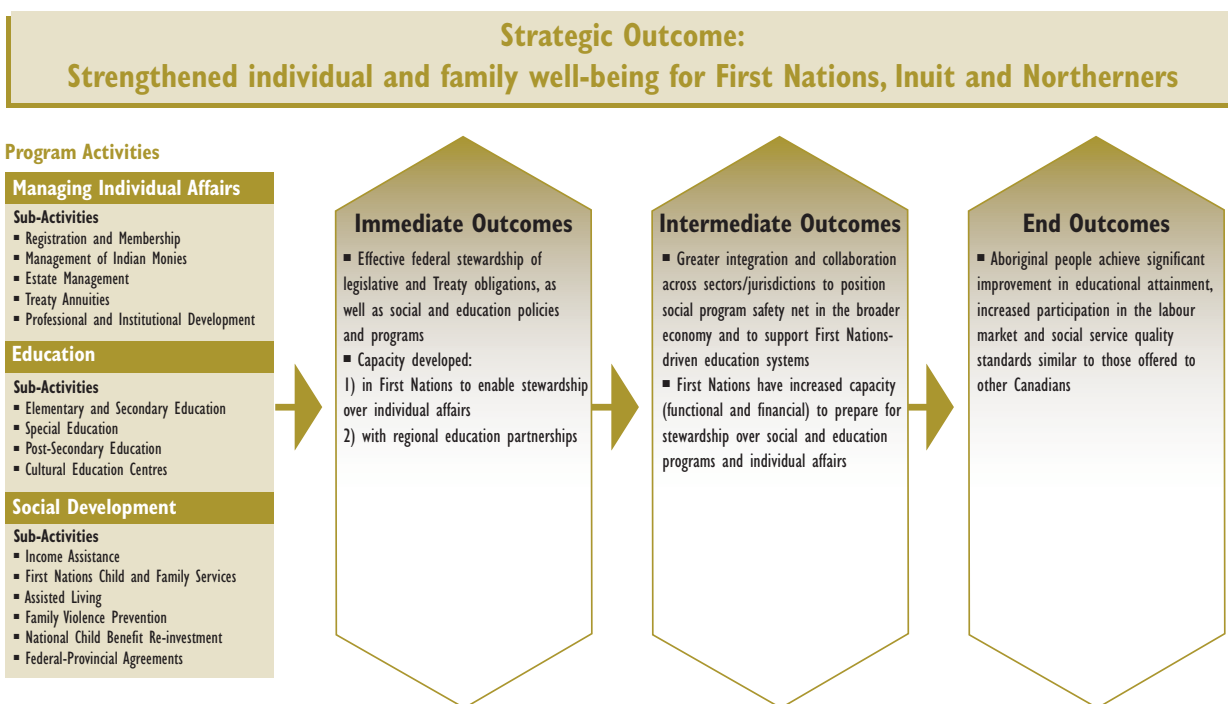 Strategic Outcome:
Strengthened individual and family well-being for First Nations, Inuit and Northerners
Program Activities
Managing Individual Affairs
Sub-Activities
▪ Registration and Membership
▪ Management of Indian Monies
▪ Estate Management
▪ Treaty Annuities
▪ Professional and Institutional Development
Education
Sub-Activities
▪ Elementary and Secondary Education
▪ Special Education
▪ Post-Secondary Education
▪ Cultural Education Centres
Social Development
Sub-Activities
▪ Income Assistance
▪ First Nations Child and Family Services
▪ Assisted Living
▪ Family Violence Prevention
▪ National Child Benefit Re-investment
▪ Federal-Provincial Agreements
Immediate Outcomes
▪ Effective federal stewardship of
legislative and Treaty obligations, as
well as social and education policies
and programs
▪ Capacity developed:
1) in First Nations to enable stewardship
over individual affairs
2) with regional education partnerships
Intermediate Outcomes
▪ Greater integration and collaboration
across sectors/jurisdictions to position
social program safety net in the broader
economy and to support First Nations-
driven education systems
▪ First Nations have increased capacity
(functional and financial) to prepare for
stewardship over social and education
programs and individual affairs
End Outcomes
▪ Aboriginal people achieve significant
improvement in educational attainment,
increased participation in the labour
market and social service quality
standards similar to those offered to
other Canadians